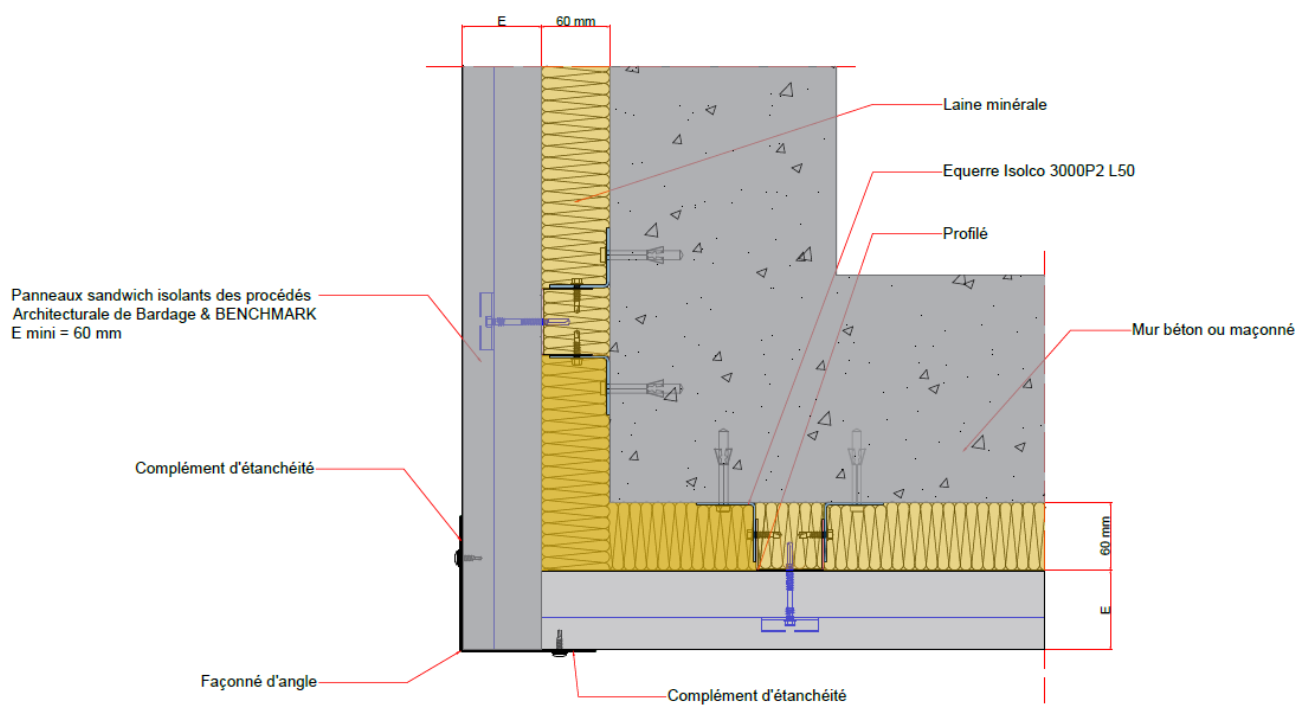 E
60 mm
Laine minérale
Equerre Isolco 3000P2 L50
Profilé
Panneaux sandwich isolants des procédés
Architecturale de Bardage & BENCHMARK
E mini = 60 mm
Mur béton ou maçonné
Complément d'étanchéité
60 mm
E
Façonné d'angle
Complément d'étanchéité